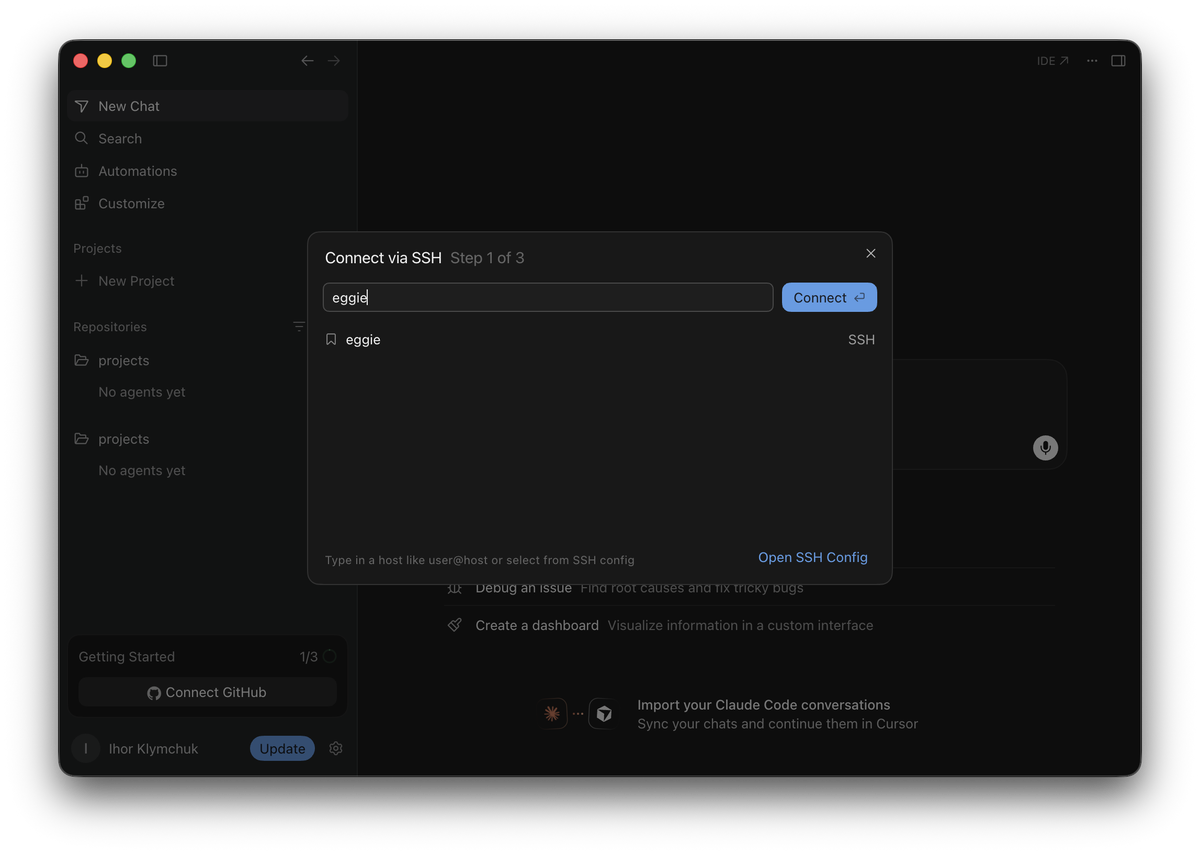 IDE
New Chat
Search
Automations
Customize
Projects
New Project
Repositories
projects
No agents yet
projects
No agents yet
Connect via SSH Step 1 of 3
eggie
Connect
eggie SSH
Type in a host like user@host or select from SSH config
Open SSH Config
Debug an issue Find root causes and fix tricky bugs
Create a dashboard Visualize information in a custom interface
Import your Claude Code conversations
Sync your chats and continue them in Cursor
Getting Started 1/3
Connect GitHub
I Ihor Klymchuk Update